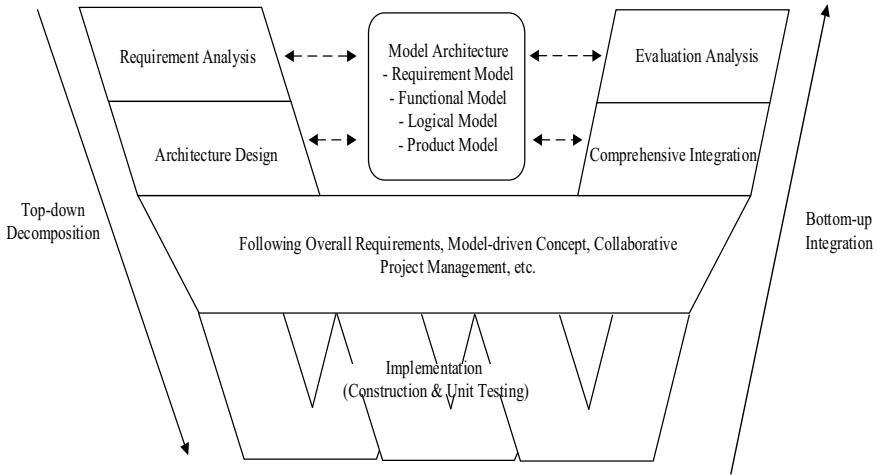 Requirement Analysis
Architecture Design
Model Architecture
- Requirement Model
- Functional Model
- Logical Model
- Product Model
Evaluation Analysis
Comprehensive Integration
Top-down
Decomposition
Bottom-up
Integration
Following Overall Requirements, Model-driven Concept, Collaborative
Project Management, etc.
Implementation
(Construction & Unit Testing)